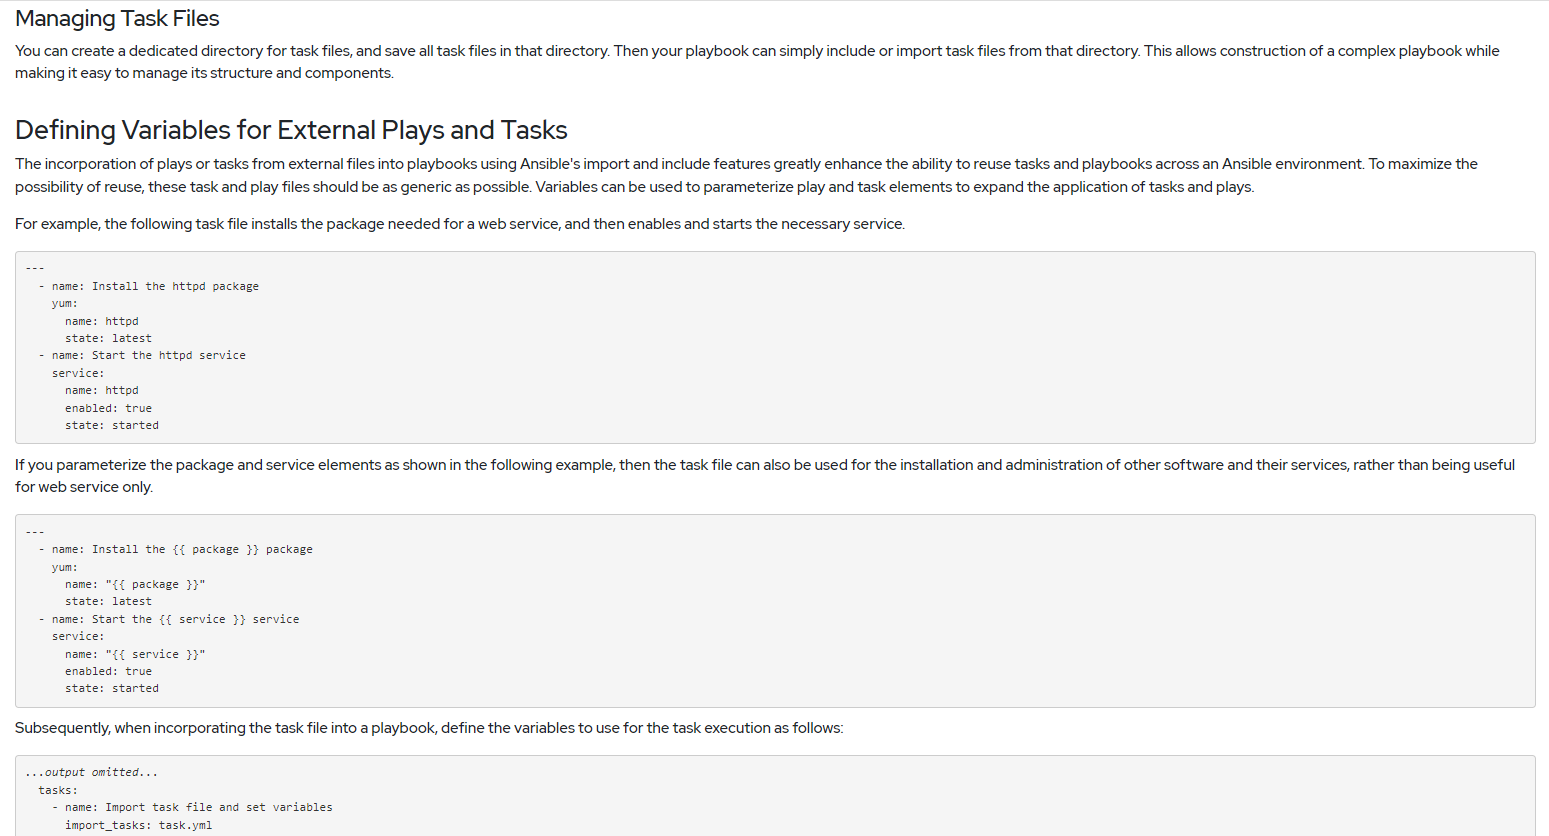 Managing Task Files
You can create a dedicated directory for task files, and save all task files in that directory. Then your playbook can simply include or import task files from that directory. This allows construction of a complex playbook while
making it easy to manage its structure and components.
Defining Variables for External Plays and Tasks
The incorporation of plays or tasks from external files into playbooks using Ansible's import and include features greatly enhance the ability to reuse tasks and playbooks across an Ansible environment. To maximize the
possibility of reuse, these task and play files should be as generic as possible. Variables can be used to parameterize play and task elements to expand the application of tasks and plays.
For example, the following task file installs the package needed for a web service, and then enables and starts the necessary service.
---
  - name: Install the httpd package
    yum:
      name: httpd
      state: latest
  - name: Start the httpd service
    service:
      name: httpd
      enabled: true
      state: started
If you parameterize the package and service elements as shown in the following example, then the task file can also be used for the installation and administration of other software and their services, rather than being useful
for web service only.
---
  - name: Install the {{ package }} package
    yum:
      name: "{{ package }}"
      state: latest
  - name: Start the {{ service }} service
    service:
      name: "{{ service }}"
      enabled: true
      state: started
Subsequently, when incorporating the task file into a playbook, define the variables to use for the task execution as follows:
...output omitted...
  tasks:
    - name: Import task file and set variables
      import_tasks: task.yml